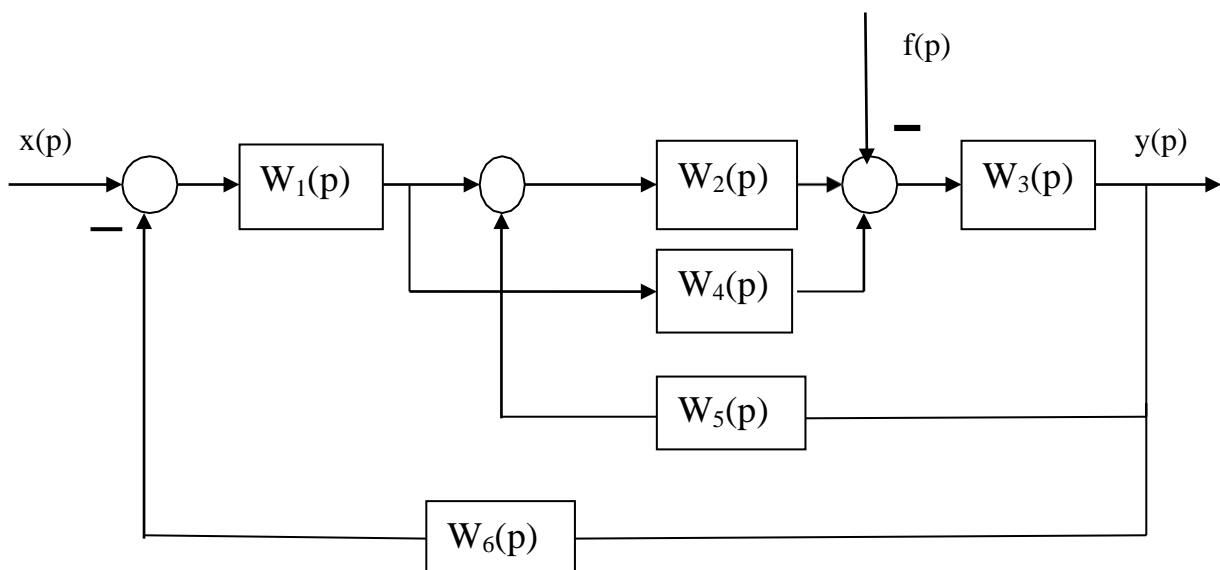 f(p)
x(p)
y(p)
W₁(p)
W₂(p)
W₃(p)
W₄(p)
W₅(p)
W₆(p)